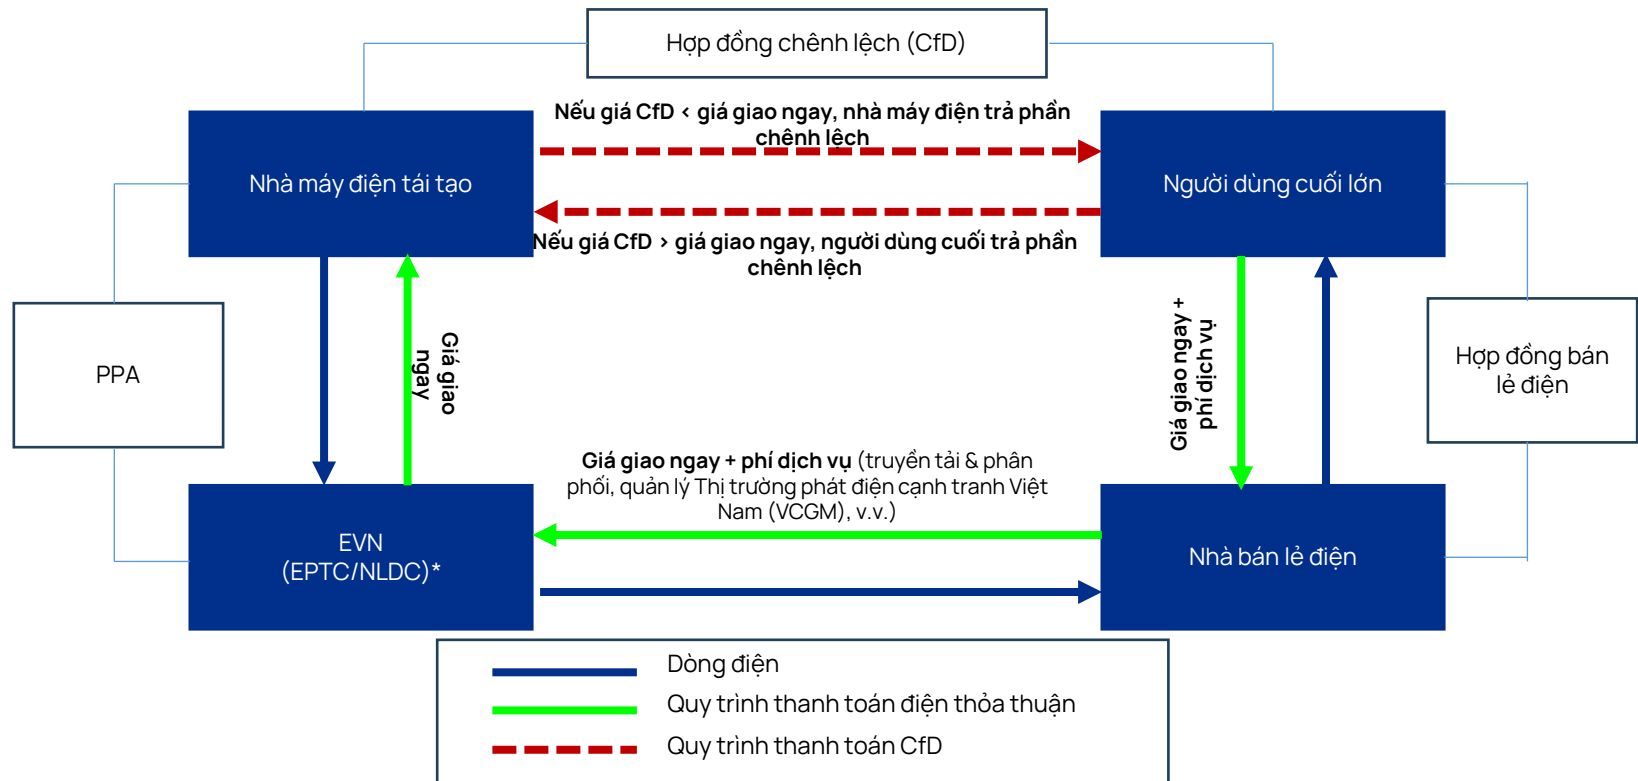 Hợp đồng chênh lệch (CfD)
Nếu giá CfD < giá giao ngay, nhà máy điện trả phần
chênh lệch
Nhà máy điện tái tạo
Người dùng cuối lớn
Nếu giá CfD > giá giao ngay, người dùng cuối trả phần
chênh lệch
PPA
Giá giao
ngay
Giá giao ngay +
phí dịch vụ
Hợp đồng bán
lẻ điện
Giá giao ngay + phí dịch vụ (truyền tải & phân
phối, quản lý Thị trường phát điện cạnh tranh Việt
Nam (VCGM), v.v.)
EVN
(EPTC/NLDC)*
Nhà bán lẻ điện
Dòng điện
Quy trình thanh toán điện thỏa thuận
Quy trình thanh toán CfD